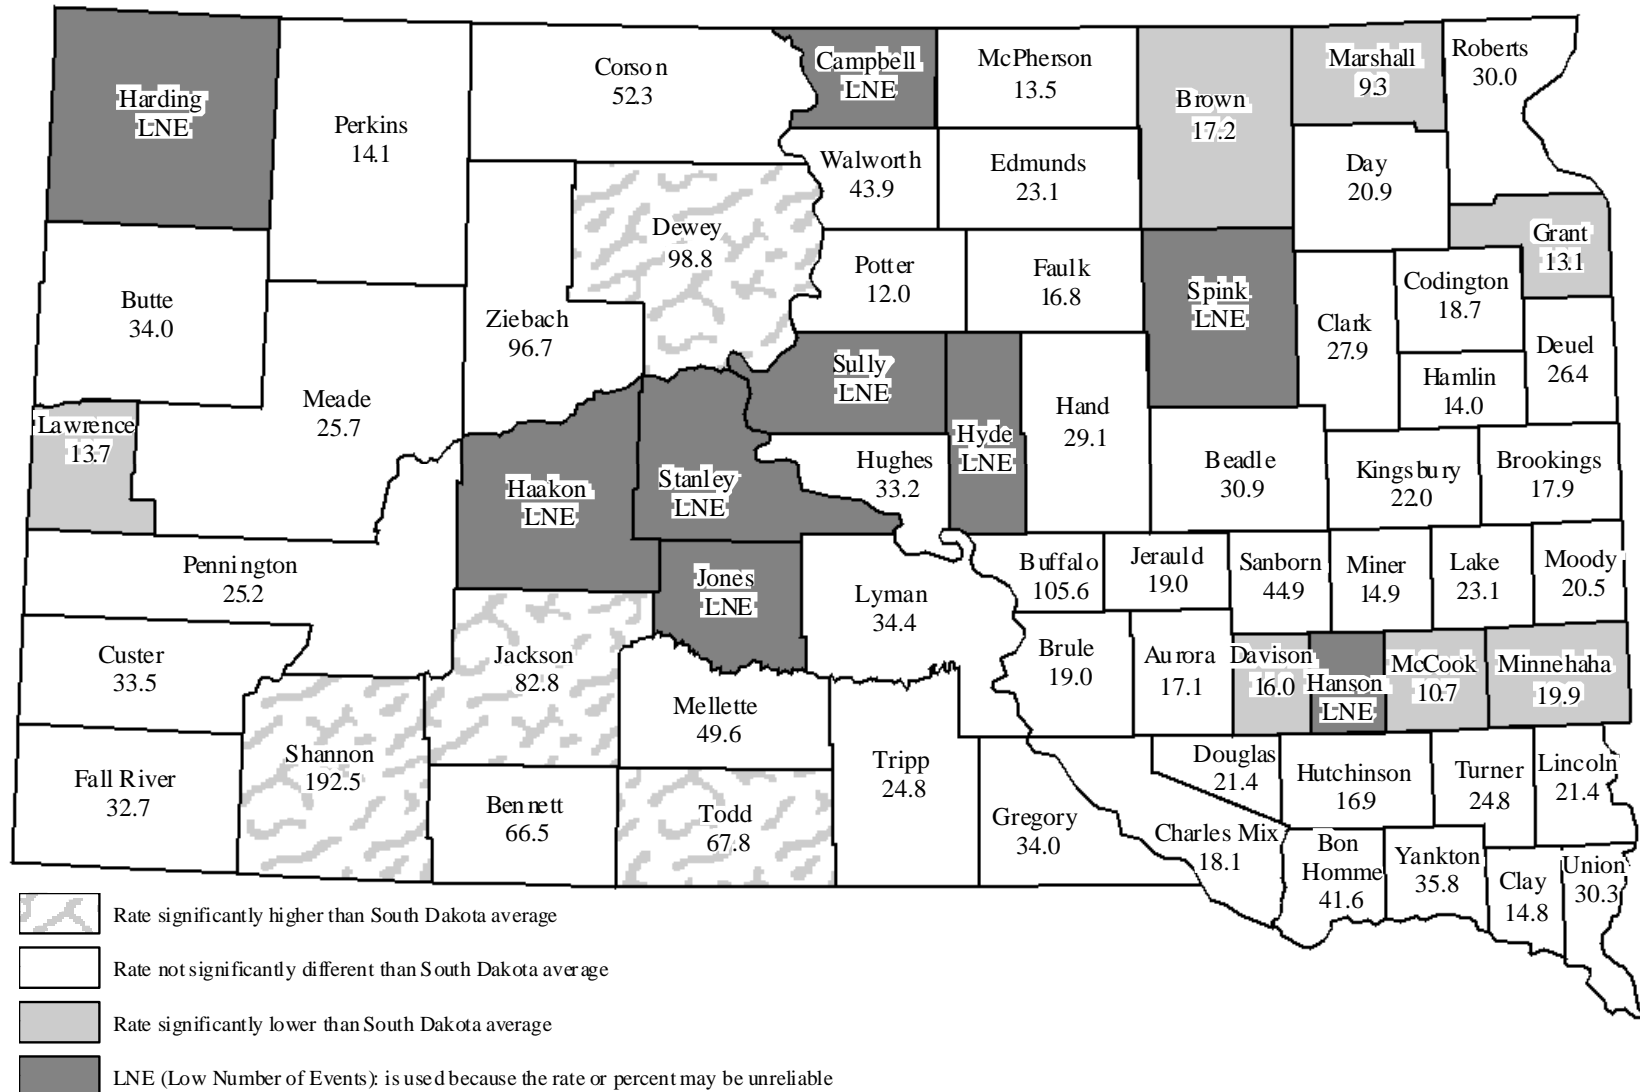 Harding
LNE
Perkins
14.1
Corson
52.3
Campbell
LNE
McPherson
13.5
Brown
17.2
Marshall
9.3
Roberts
30.0
Walworth
43.9
Edmunds
23.1
Day
20.9
Dewey
98.8
Grant
13.1
Butte
34.0
Ziebach
96.7
Potter
12.0
Faulk
16.8
Spink
LNE
Clark
27.9
Codington
18.7
Deuel
26.4
Hamlin
14.0
Meade
25.7
Sully
LNE
Hyde
LNE
Hand
29.1
Lawrence
13.7
Haakon
LNE
Stanley
LNE
Hughes
33.2
Beadle
30.9
Kingsbury
22.0
Brookings
17.9
Pennington
25.2
Jones
LNE
Lyman
34.4
Buffalo
105.6
Jerauld
19.0
Sanborn
44.9
Miner
14.9
Lake
23.1
Moody
20.5
Custer
33.5
Jackson
82.8
Mellette
49.6
Brule
19.0
Aurora
17.1
Davison
16.0
Hanson
LNE
McCook
10.7
Minnehaha
19.9
Fall River
32.7
Shannon
192.5
Bennett
66.5
Todd
67.8
Tripp
24.8
Gregory
34.0
Charles Mix
18.1
Douglas
21.4
Hutchinson
16.9
Turner
24.8
Lincoln
21.4
Bon
Homme
41.6
Yankton
35.8
Clay
14.8
Union
30.3
Rate significantly higher than South Dakota average
Rate not significantly different than South Dakota average
Rate significantly lower than South Dakota average
LNE (Low Number of Events): is used because the rate or percent may be unreliable